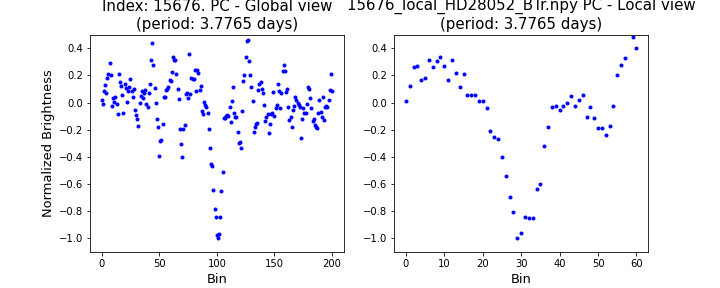 Index: 15676. PC - Global view
(period: 3.7765 days)
15676_local_HD28052_BTr.npy PC - Local view
(period: 3.7765 days)
Normalized Brightness
0.4
0.2
0.0
−0.2
−0.4
−0.6
−0.8
−1.0
0 50 100 150 200
Bin
0.4
0.2
0.0
−0.2
−0.4
−0.6
−0.8
−1.0
0 10 20 30 40 50 60
Bin